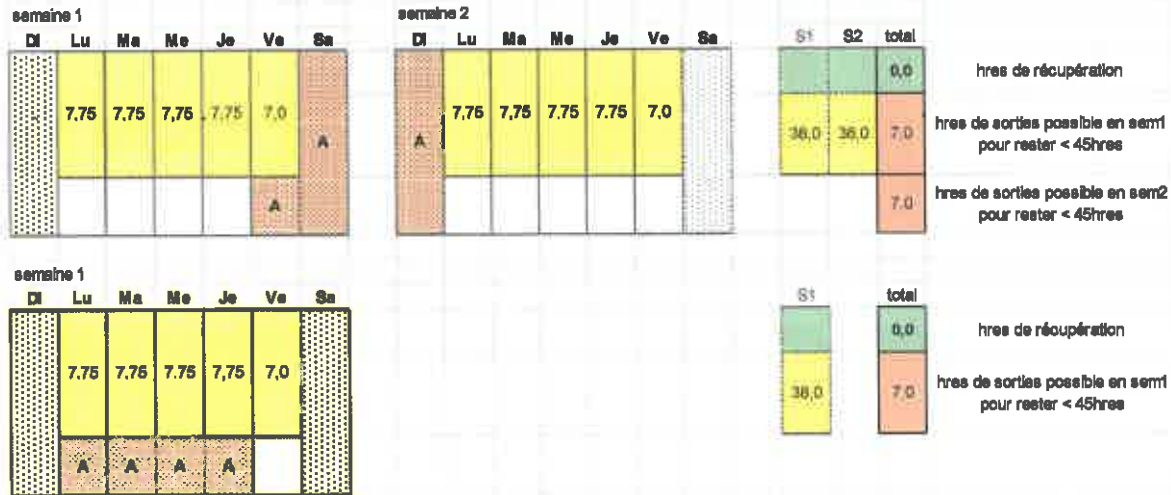 semaine 1
semaine 2
DI Lu Ma Me Je Ve Sa
DI Lu Ma Me Je Ve Sa
S1 S2 total
0,0 hres de récupération
7,75 7,75 7,75 7,75 7,0
A
A
7,75 7,75 7,75 7.75 7,0
38,0 38,0 7,0
hres de sorties possible en sem1
pour rester < 45hres
A
7.0
hres de sorties possible en sem2
pour rester < 45hres
semaine 1
DI Lu Ma Me Je Ve Sa
S1 total
0,0 hres de récupération
7,75 7,75 7.75 7,75 7,0
38,0 7,0
hres de sorties possible en sem1
pour rester < 45hres
A A A A